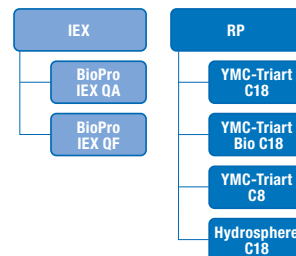 IEX
BioPro
IEX QA
BioPro
IEX QF
RP
YMC-Triart
C18
YMC-Triart
Bio C18
YMC-Triart
C8
Hydrosphere
C18